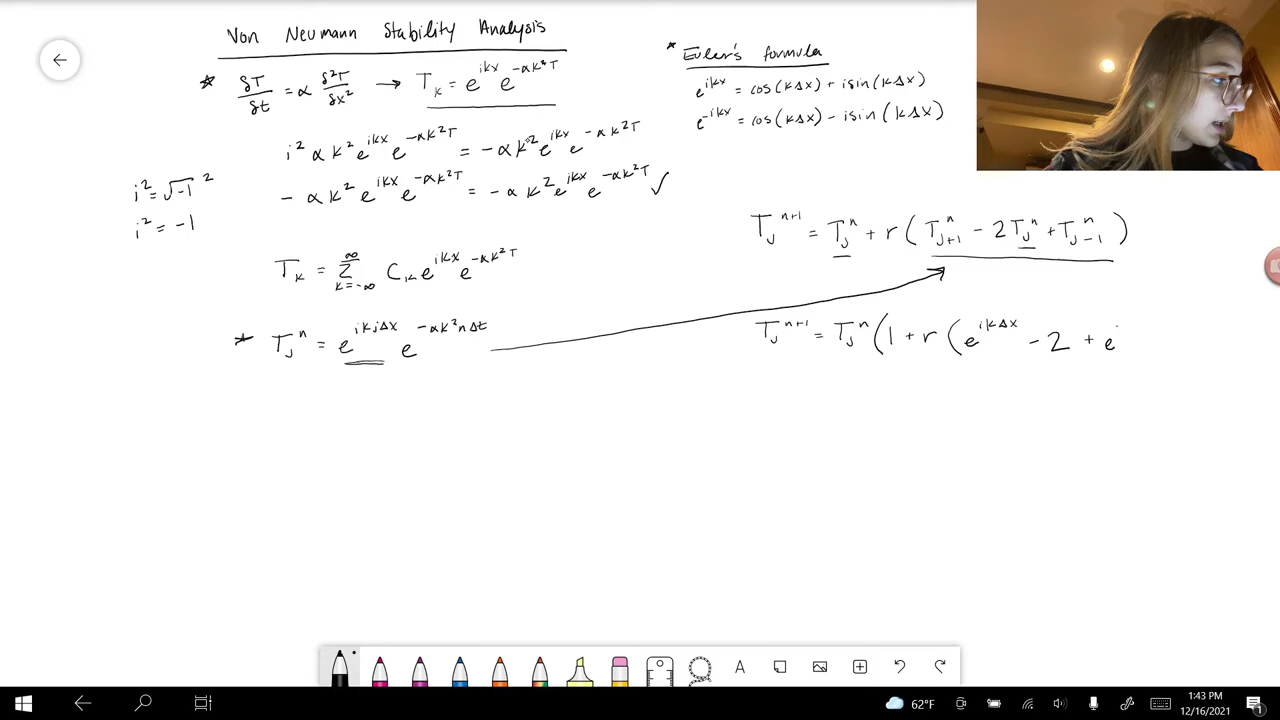 Von Neumann Stability Analysis
* δT/δt = α δ²T/δx² → T_k = e^{ikx} e^{-αk²T}
i² α k² e^{ikx} e^{-αk²T} = -αk² e^{ikx} e^{-αk²T}
- αk² e^{ikx} e^{-αk²T} = -αk² e^{ikx} e^{-αk²T} ✓
i² = √-1 ²
i² = -1
T_k = Σ_{k=-∞}^{∞} C_k e^{ikx} e^{-αk²T}
* T_j^n = e^{ikjΔx} e^{-αk²nΔt}
* Euler's formula
e^{ikx} = cos(kΔx) + isin(kΔx)
e^{-ikx} = cos(kΔx) - isin(kΔx)
T_j^{n+1} = T_j^n + r(T_{j+1}^n - 2T_j^n + T_{j-1}^n)
T_j^{n+1} = T_j^n(1 + r(e^{ikΔx} - 2 + e^{i
A
62°F
1:43 PM
12/16/2021
1